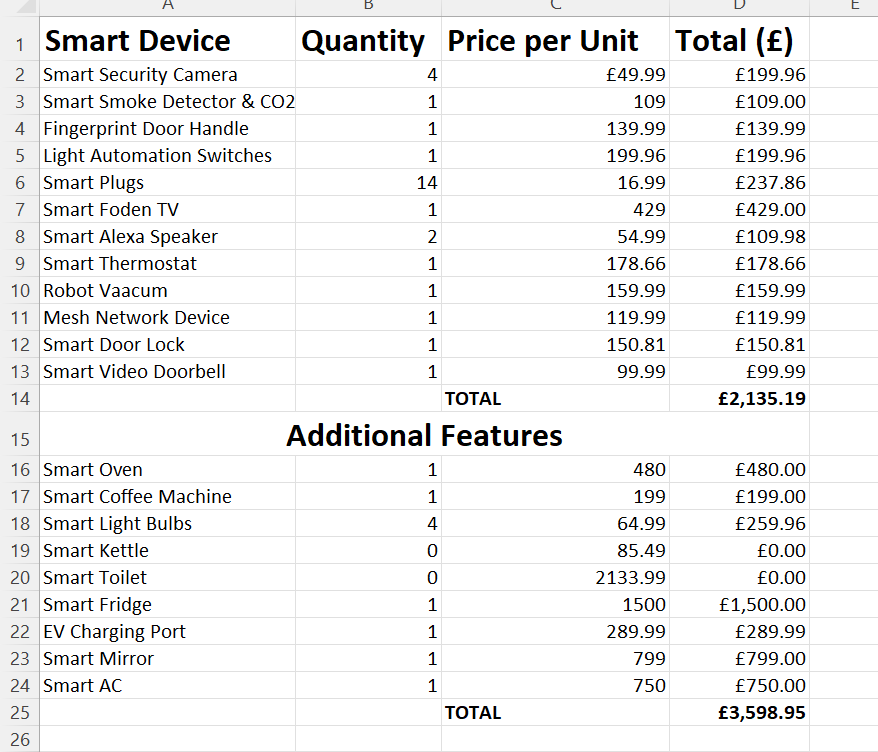 A B C D E
1 Smart Device Quantity Price per Unit Total (£)
2 Smart Security Camera 4 £49.99 £199.96
3 Smart Smoke Detector & CO2 1 109 £109.00
4 Fingerprint Door Handle 1 139.99 £139.99
5 Light Automation Switches 1 199.96 £199.96
6 Smart Plugs 14 16.99 £237.86
7 Smart Foden TV 1 429 £429.00
8 Smart Alexa Speaker 2 54.99 £109.98
9 Smart Thermostat 1 178.66 £178.66
10 Robot Vaacum 1 159.99 £159.99
11 Mesh Network Device 1 119.99 £119.99
12 Smart Door Lock 1 150.81 £150.81
13 Smart Video Doorbell 1 99.99 £99.99
14 TOTAL £2,135.19
15 Additional Features
16 Smart Oven 1 480 £480.00
17 Smart Coffee Machine 1 199 £199.00
18 Smart Light Bulbs 4 64.99 £259.96
19 Smart Kettle 0 85.49 £0.00
20 Smart Toilet 0 2133.99 £0.00
21 Smart Fridge 1 1500 £1,500.00
22 EV Charging Port 1 289.99 £289.99
23 Smart Mirror 1 799 £799.00
24 Smart AC 1 750 £750.00
25 TOTAL £3,598.95
26